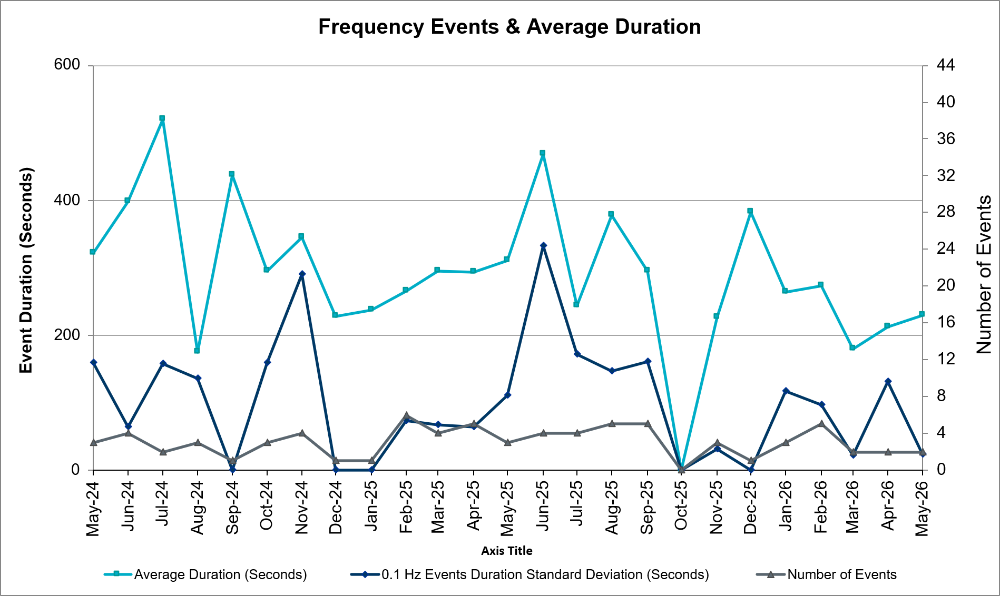 Frequency Events & Average Duration
600
400
200
0
Event Duration (Seconds)
44
40
36
32
28
24
20
16
12
8
4
0
Number of Events
May-24
Jun-24
Jul-24
Aug-24
Sep-24
Oct-24
Nov-24
Dec-24
Jan-25
Feb-25
Mar-25
Apr-25
May-25
Jun-25
Jul-25
Aug-25
Sep-25
Oct-25
Nov-25
Dec-25
Jan-26
Feb-26
Mar-26
Apr-26
May-26
Axis Title
Average Duration (Seconds)
0.1 Hz Events Duration Standard Deviation (Seconds)
Number of Events